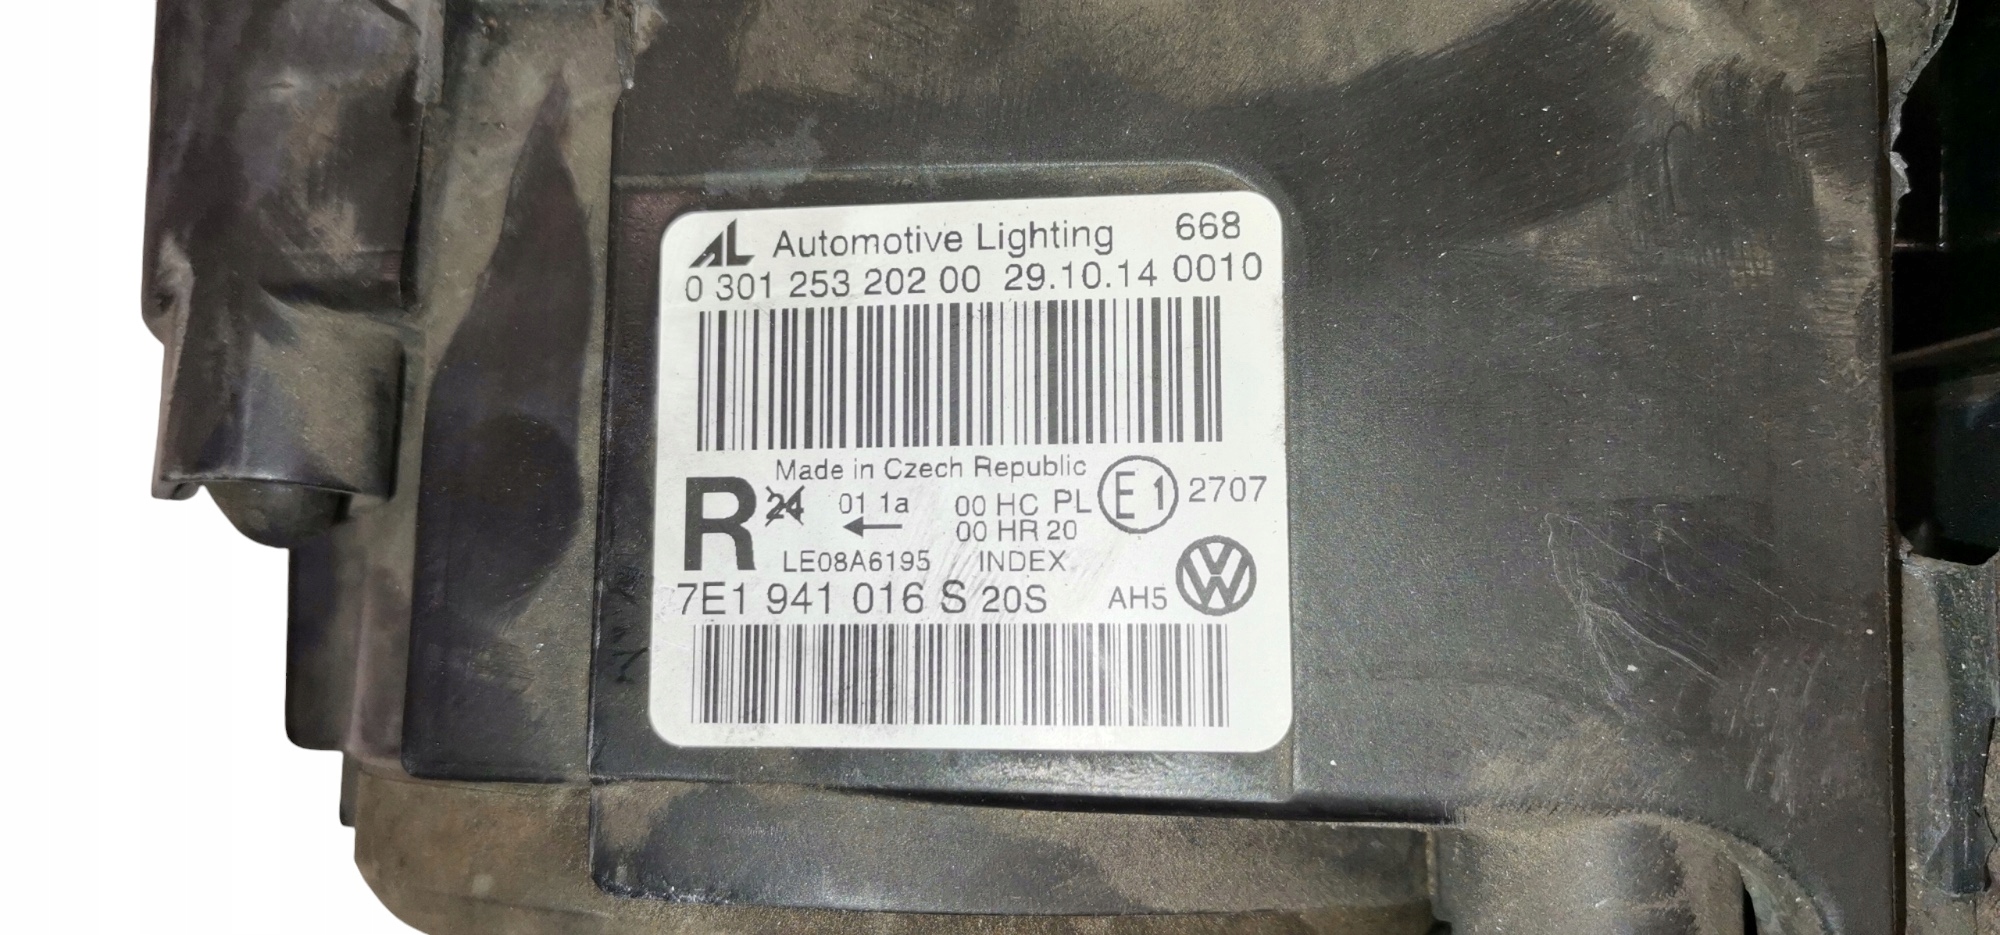 AL Automotive Lighting 668
0 301 253 202 00 29.10.14 0010
Made in Czech Republic
R 24 01 1a 00 HC PL E1 2707
← 00 HR 20
LE08A6195 INDEX
7E1 941 016 S 20S AH5 VW